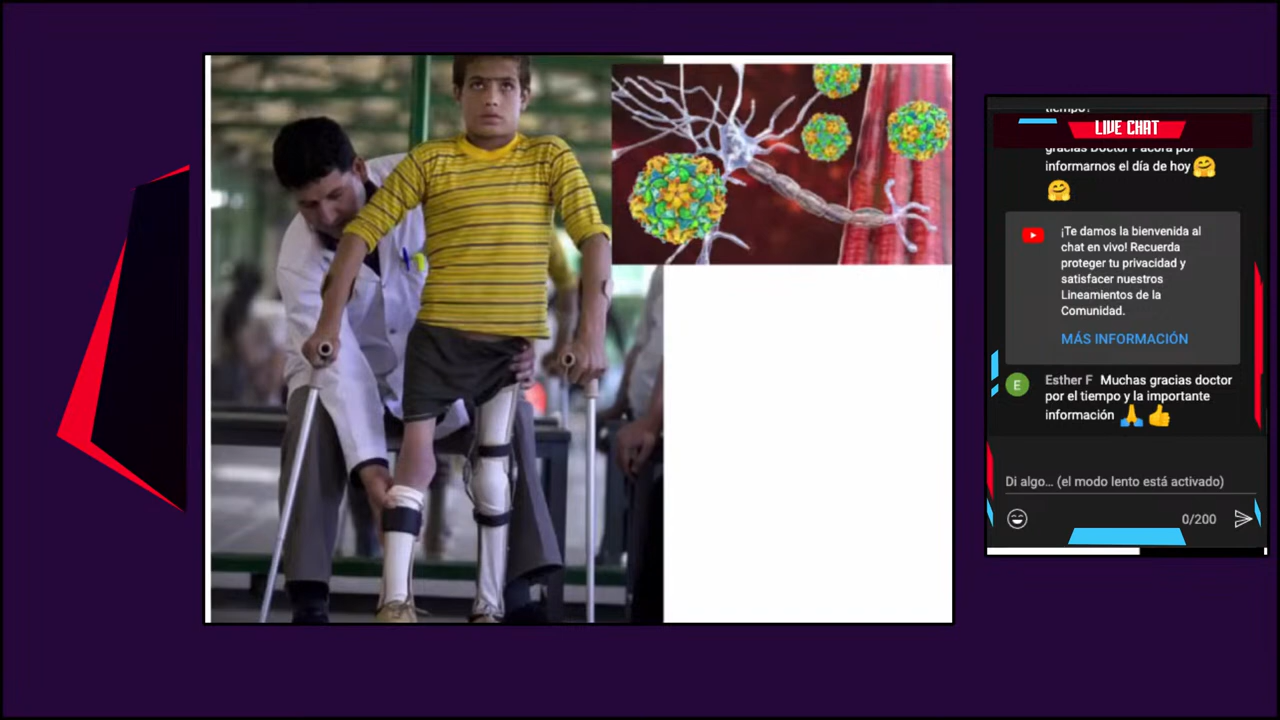 tiempo!
LIVE CHAT
gracias Doctor Pacora por
informarnos el día de hoy 🤗
🤗
¡Te damos la bienvenida al
chat en vivo! Recuerda
proteger tu privacidad y
satisfacer nuestros
Lineamientos de la
Comunidad.
MÁS INFORMACIÓN
E
Esther F Muchas gracias doctor
por el tiempo y la importante
información 🙏 👍
Di algo... (el modo lento está activado)
0/200